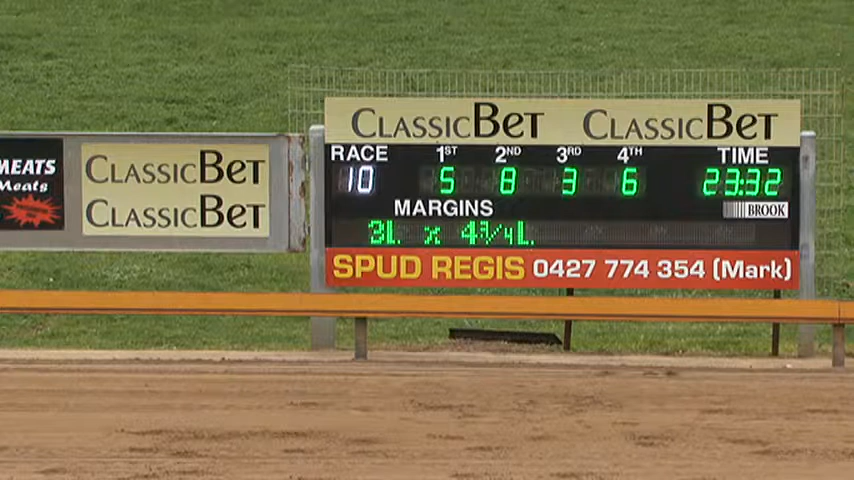 CLASSICBET CLASSICBET
MEATS
Meats
CLASSICBET
CLASSICBET
RACE 1ST 2ND 3RD 4TH TIME
10 5 8 3 6 23:32
MARGINS
BROOK
3L x 4¾L
SPUD REGIS 0427 774 354 (Mark)